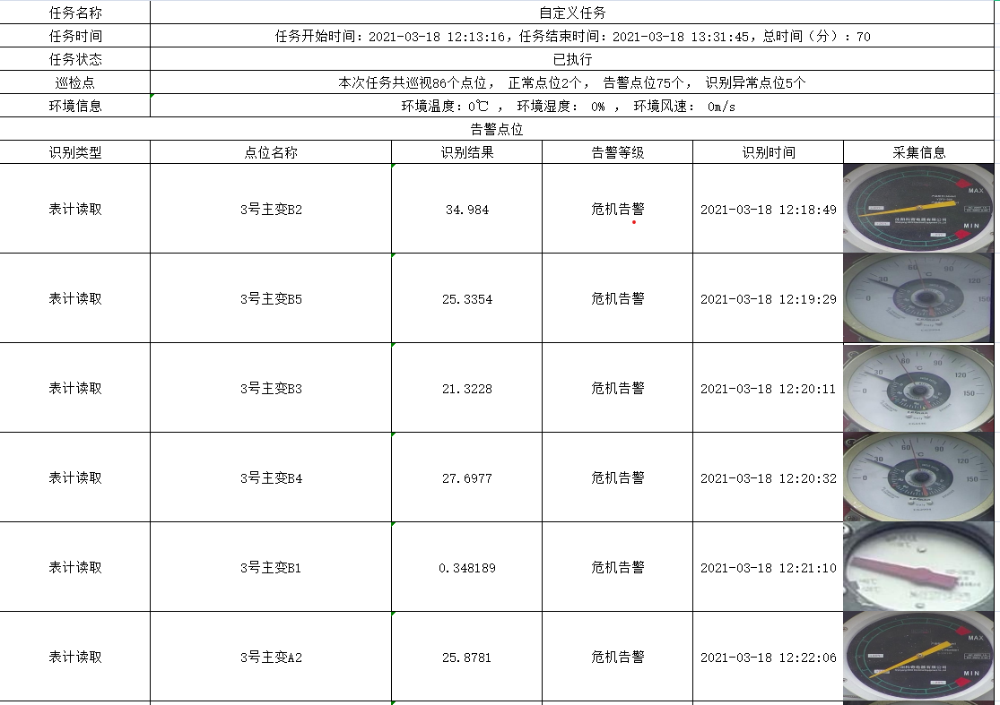 任务名称 自定义任务
任务时间 任务开始时间：2021-03-18 12:13:16，任务结束时间：2021-03-18 13:31:45，总时间（分）：70
任务状态 已执行
巡检点 本次任务共巡视86个点位， 正常点位2个， 告警点位75个， 识别异常点位5个
环境信息 环境温度：0℃ ， 环境湿度： 0% ， 环境风速： 0m/s
告警点位
识别类型 点位名称 识别结果 告警等级 识别时间 采集信息
表计读取 3号主变B2 34.984 危机告警 2021-03-18 12:18:49
MAX
MIN
表计读取 3号主变B5 25.3354 危机告警 2021-03-18 12:19:29
0 30 60 90 120 150
℃
表计读取 3号主变B3 21.3228 危机告警 2021-03-18 12:20:11
0 30 60 90 120 150
℃
表计读取 3号主变B4 27.6977 危机告警 2021-03-18 12:20:32
0 30 60 90 120 150
℃
表计读取 3号主变B1 0.348189 危机告警 2021-03-18 12:21:10
表计读取 3号主变A2 25.8781 危机告警 2021-03-18 12:22:06
MAX
MIN